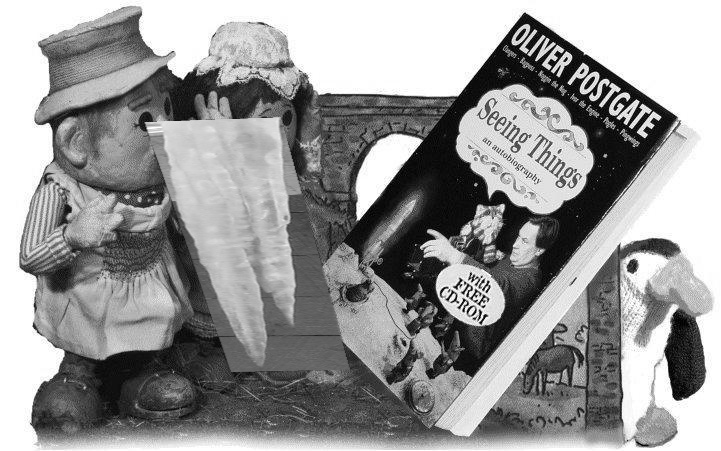 OLIVER POSTGATE
Clangers - Bagpuss - Noggin the Nog - Ivor the Engine - Pogles - Pingwings
Seeing Things
an autobiography
with
FREE
CD-ROM